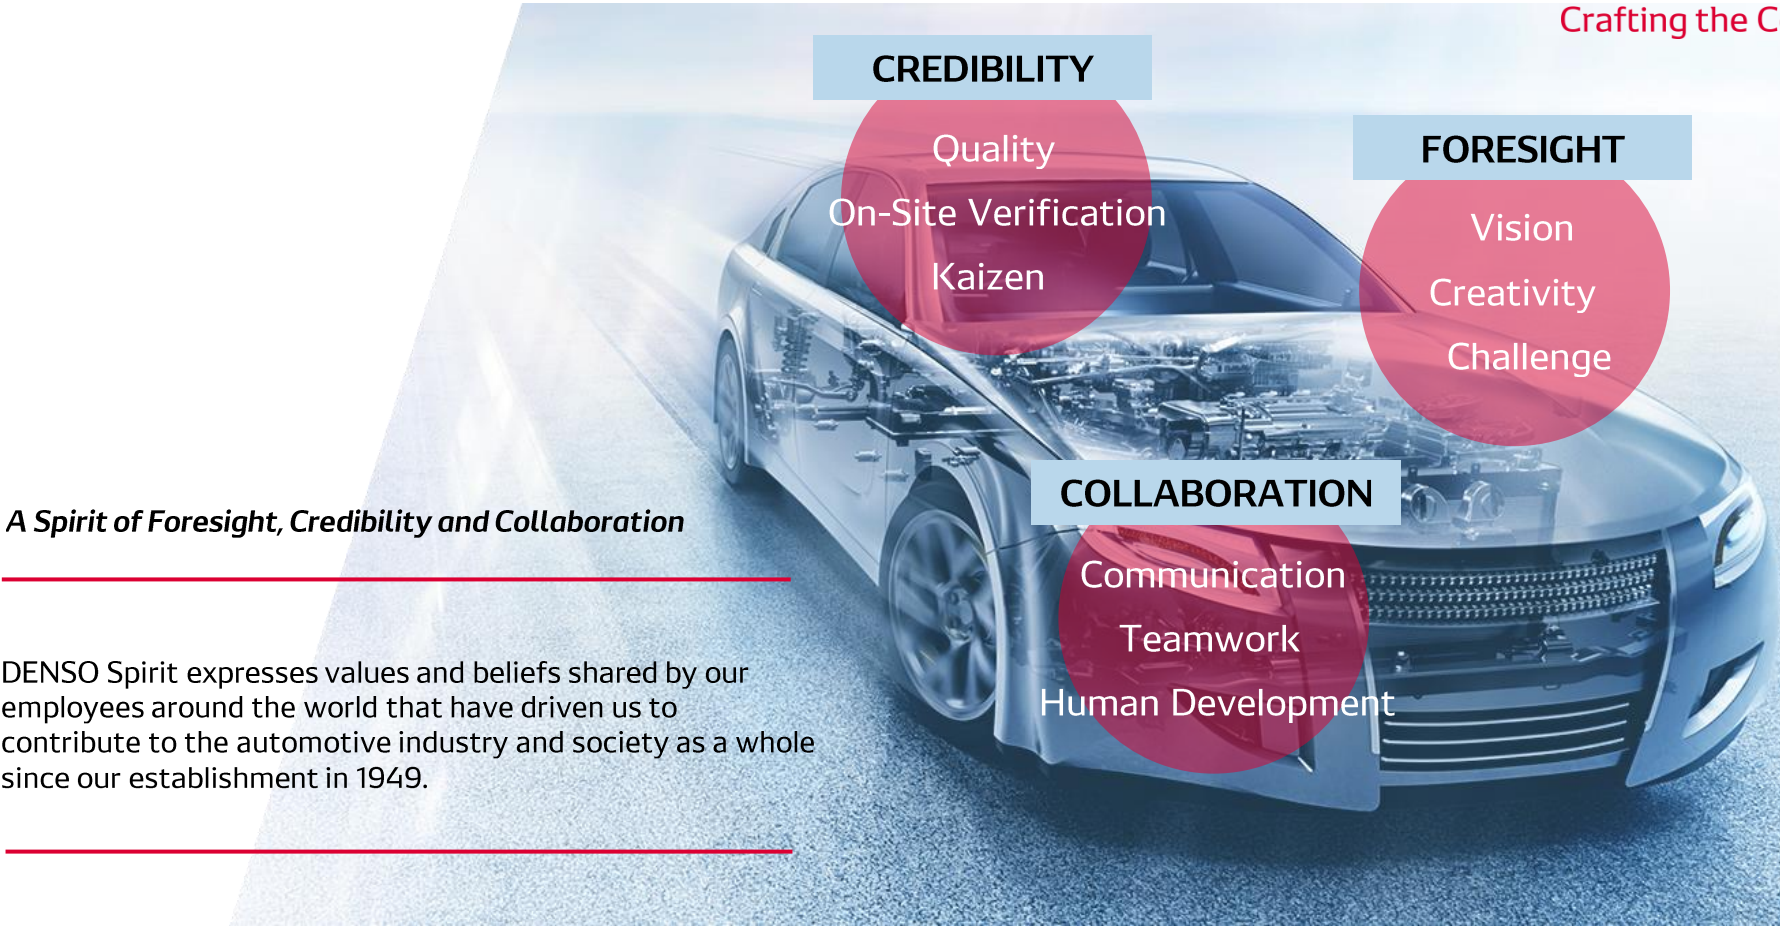 Crafting the C
CREDIBILITY
Quality
On-Site Verification
Kaizen
FORESIGHT
Vision
Creativity
Challenge
COLLABORATION
Communication
Teamwork
Human Development
A Spirit of Foresight, Credibility and Collaboration
DENSO Spirit expresses values and beliefs shared by our
employees around the world that have driven us to
contribute to the automotive industry and society as a whole
since our establishment in 1949.